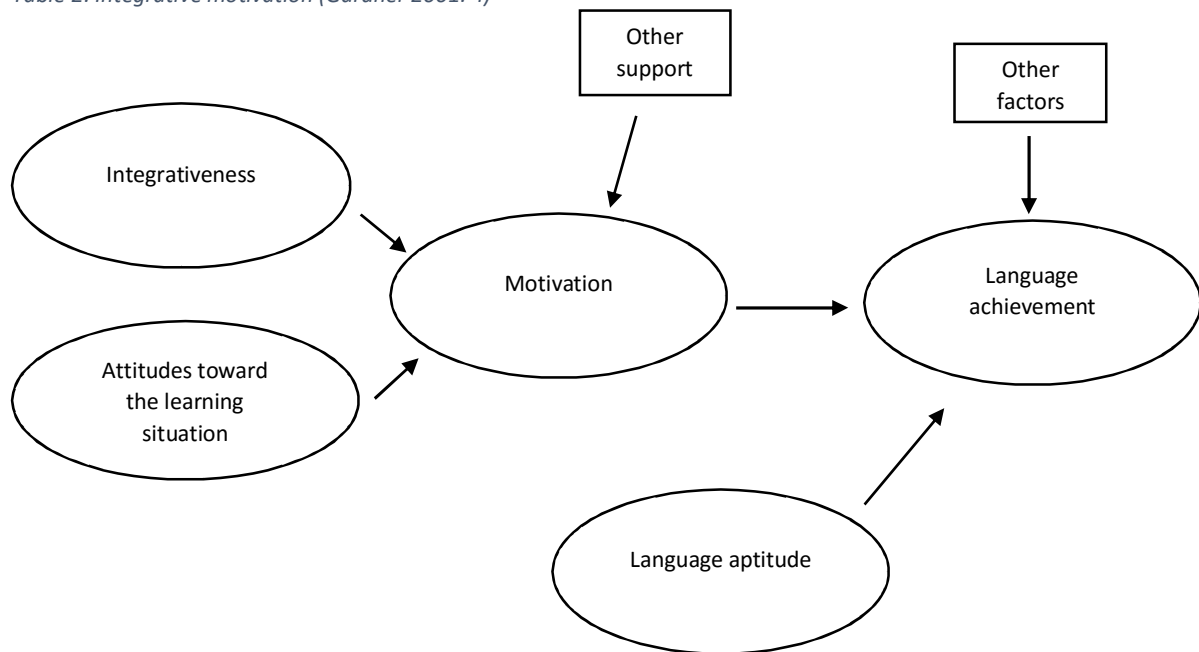 Table 2. Integrative motivation (Gardner 2001: 4)
Other
support
Other
factors
Integrativeness
Motivation
Language
achievement
Attitudes toward
the learning
situation
Language aptitude